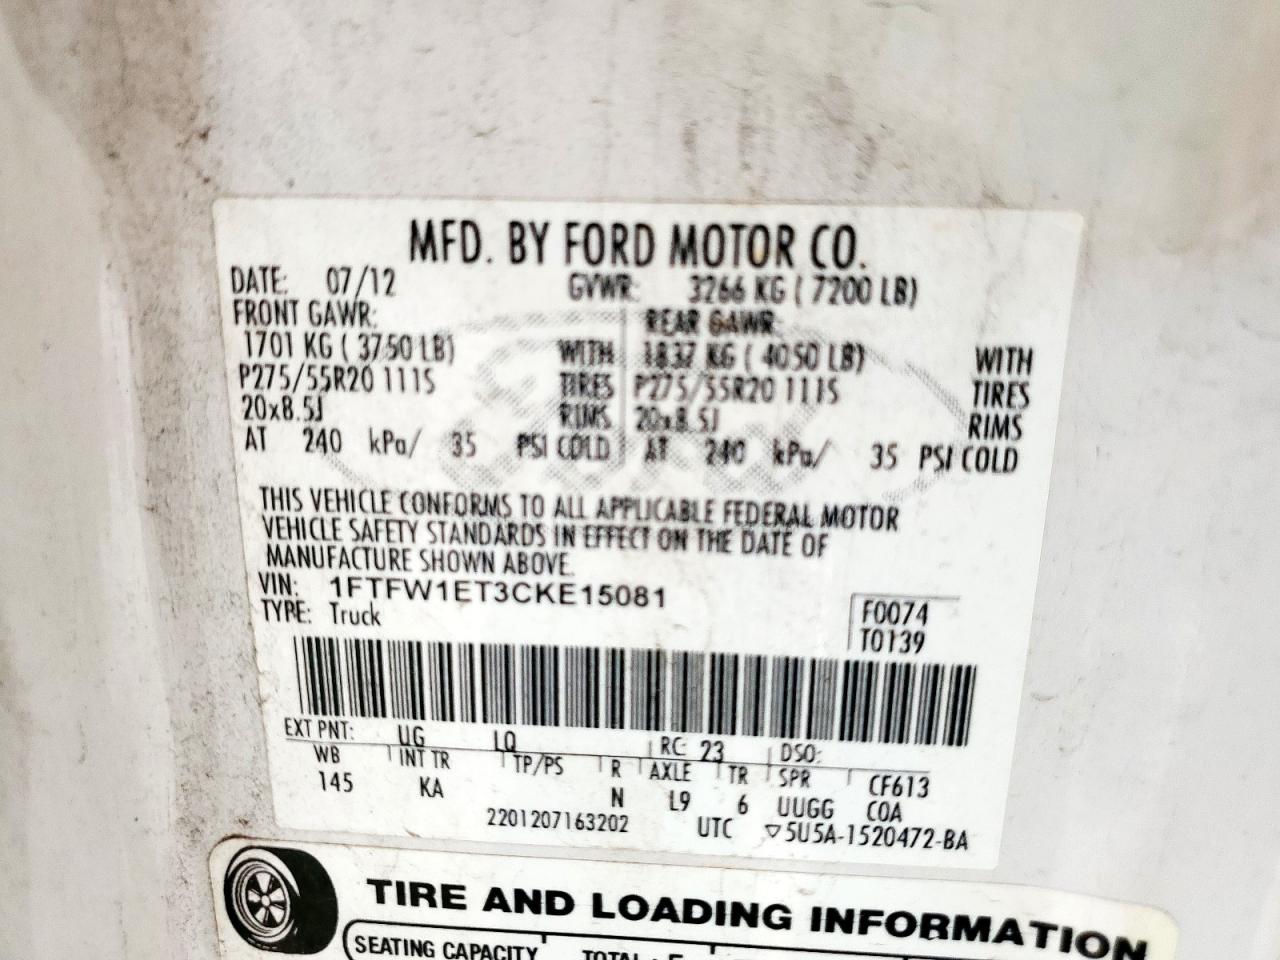 MFD. BY FORD MOTOR CO.
DATE: 07/12 GVWR: 3266 KG ( 7200 LB)
FRONT GAWR: REAR GAWR:
1701 KG ( 3750 LB) WITH 1837 KG ( 4050 LB) WITH
P275/55R20 111S TIRES P275/55R20 111S TIRES
20x8.5J RIMS 20x8.5J RIMS
AT 240 kPa/ 35 PSI COLD AT 240 kPa/ 35 PSI COLD
THIS VEHICLE CONFORMS TO ALL APPLICABLE FEDERAL MOTOR
VEHICLE SAFETY STANDARDS IN EFFECT ON THE DATE OF
MANUFACTURE SHOWN ABOVE.
VIN: 1FTFW1ET3CKE15081
TYPE: Truck
F0074
T0139
EXT PNT: UG LQ RC: 23 DSO:
WB INT TR TP/PS R AXLE TR SPR CF613
145 KA N L9 6 UUGG COA
2201207163202 UTC ▽5U5A-1520472-BA
TIRE AND LOADING INFORMATION
SEATING CAPACITY TOTAL : 5